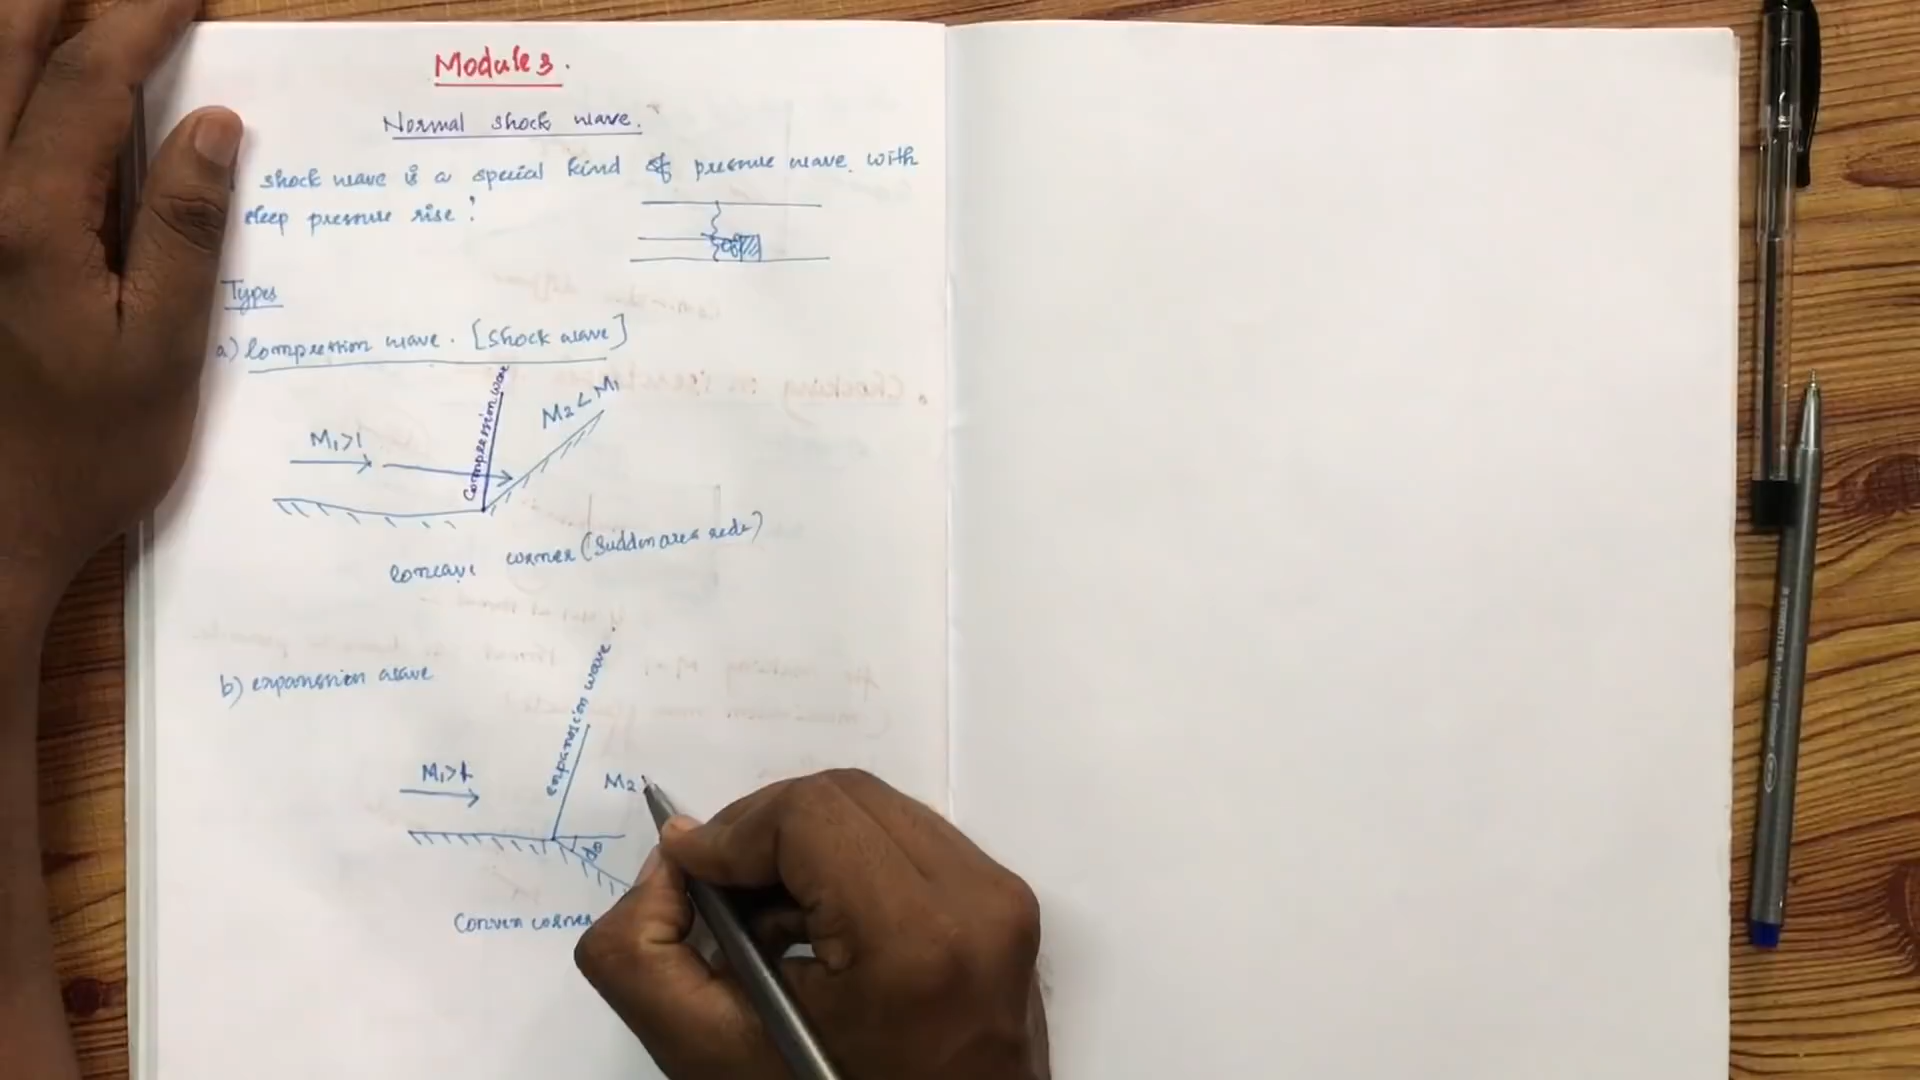 Module 3.
Normal shock wave.
shock wave is a special kind of pressure wave with
steep pressure rise!
Types
a) Compression wave. [Shock wave]
Compression wave
M2 < M1
M1>1
Concave corner (Sudden area redn)
b) expansion wave
expansion wave.
M1>1
M2
dθ
Convex corner